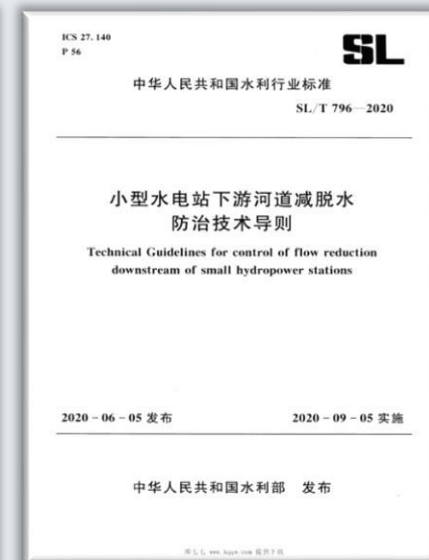 ICS 27.140
P 56
SL
中华人民共和国水利行业标准
SL/T 796—2020
小型水电站下游河道减脱水
防治技术导则
Technical Guidelines for control of flow reduction
downstream of small hydropower stations
2020-06-05 发布
2020-09-05 实施
中华人民共和国水利部 发布